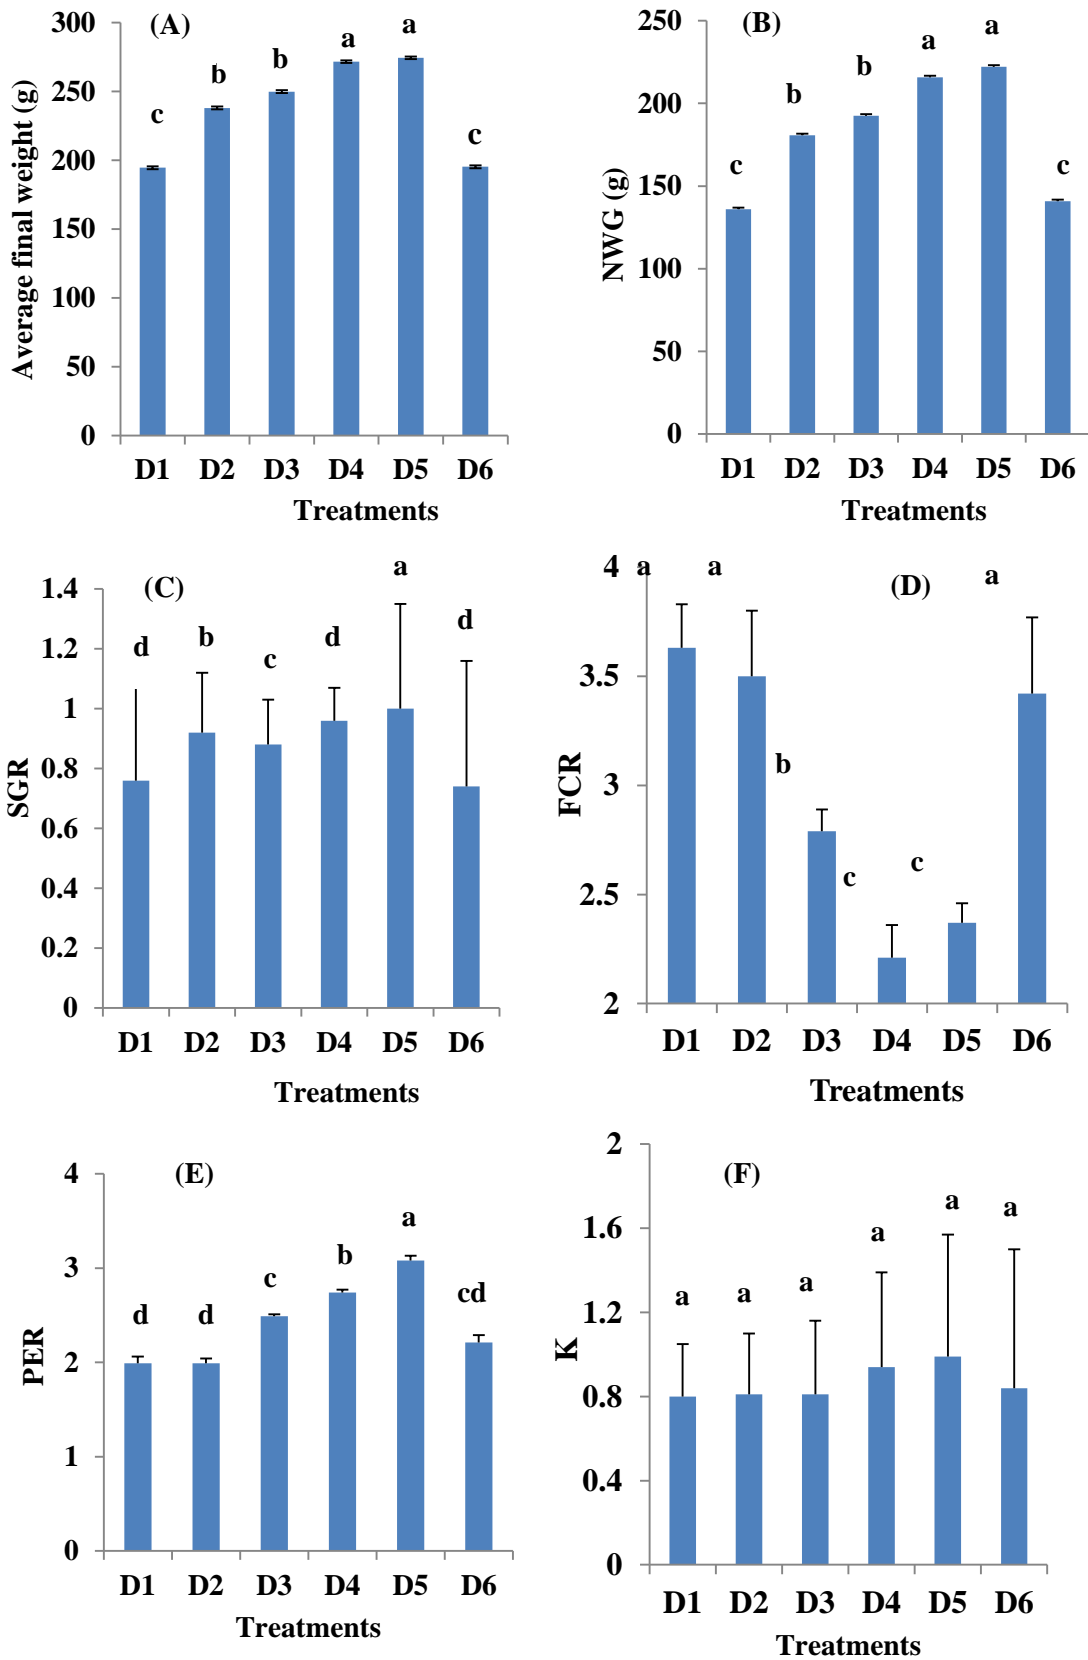 (A)
Average final weight (g)
300
250
200
150
100
50
0
c
b
b
a
a
c
D1 D2 D3 D4 D5 D6
Treatments
(B)
NWG (g)
250
200
150
100
50
0
c
b
b
a
a
c
D1 D2 D3 D4 D5 D6
Treatments
(C)
SGR
1.4
1.2
1
0.8
0.6
0.4
0.2
0
d
b
c
d
a
d
D1 D2 D3 D4 D5 D6
Treatments
(D)
FCR
4
3.5
3
2.5
2
a
a
b
c
c
a
D1 D2 D3 D4 D5 D6
Treatments
(E)
PER
4
3
2
1
0
d
d
c
b
a
cd
D1 D2 D3 D4 D5 D6
Treatments
(F)
K
2
1.6
1.2
0.8
0.4
0
a
a
a
a
a
a
D1 D2 D3 D4 D5 D6
Treatments